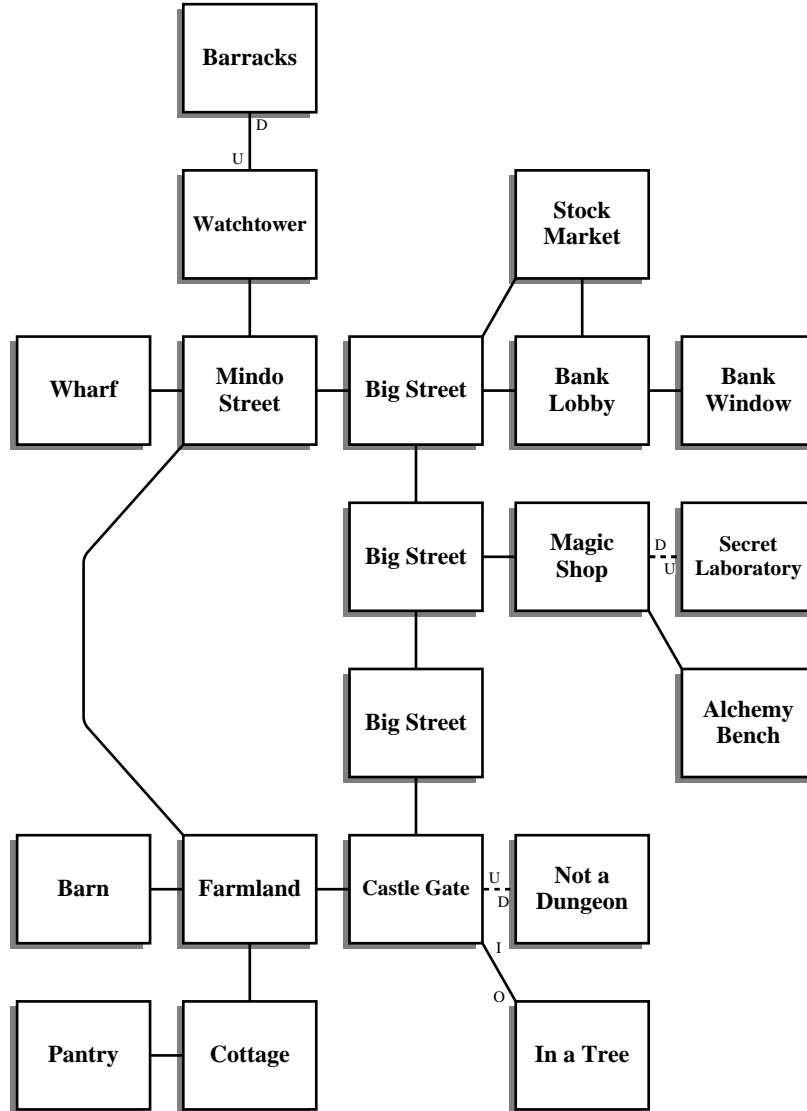 Barracks
D
U
Watchtower
Stock
Market
Wharf
Mindo
Street
Big Street
Bank
Lobby
Bank
Window
Big Street
Magic
Shop
D
U
Secret
Laboratory
Big Street
Alchemy
Bench
Barn
Farmland
Castle Gate
U
D
Not a
Dungeon
I
O
Pantry
Cottage
In a Tree